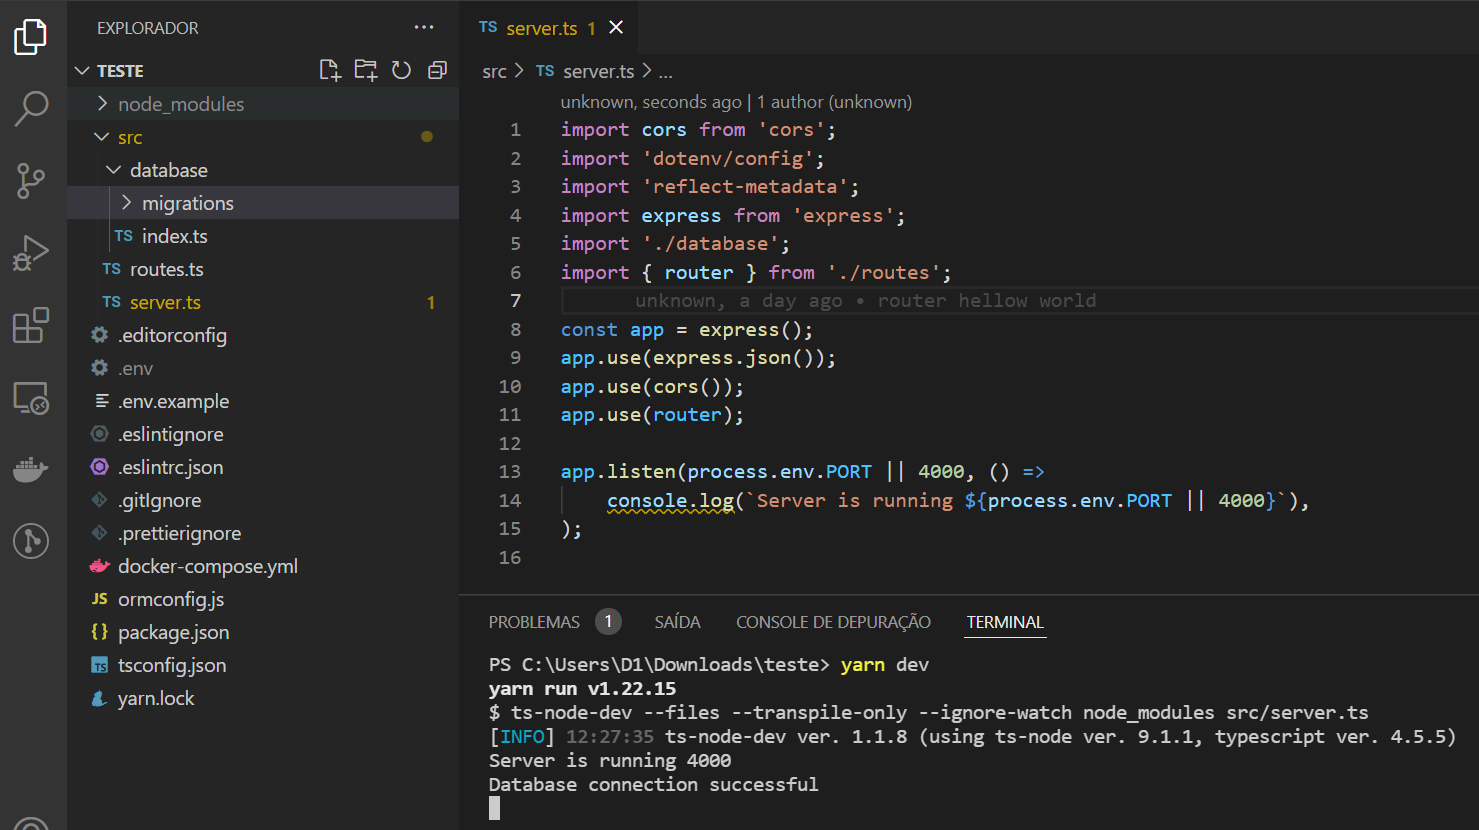 EXPLORADOR
TESTE
node_modules
src
database
migrations
TS index.ts
TS routes.ts
TS server.ts 1
.editorconfig
.env
.env.example
.eslintignore
.eslintrc.json
.gitIgnore
.prettierignore
docker-compose.yml
JS ormconfig.js
{} package.json
TS tsconfig.json
yarn.lock
TS server.ts 1
src > TS server.ts > ...
unknown, seconds ago | 1 author (unknown)
1 import cors from 'cors';
2 import 'dotenv/config';
3 import 'reflect-metadata';
4 import express from 'express';
5 import './database';
6 import { router } from './routes';
7 unknown, a day ago • router hellow world
8 const app = express();
9 app.use(express.json());
10 app.use(cors());
11 app.use(router);
12
13 app.listen(process.env.PORT || 4000, () =>
14 console.log(`Server is running ${process.env.PORT || 4000}`),
15 );
16
PROBLEMAS 1 SAÍDA CONSOLE DE DEPURAÇÃO TERMINAL
PS C:\Users\D1\Downloads\teste> yarn dev
yarn run v1.22.15
$ ts-node-dev --files --transpile-only --ignore-watch node_modules src/server.ts
[INFO] 12:27:35 ts-node-dev ver. 1.1.8 (using ts-node ver. 9.1.1, typescript ver. 4.5.5)
Server is running 4000
Database connection successful